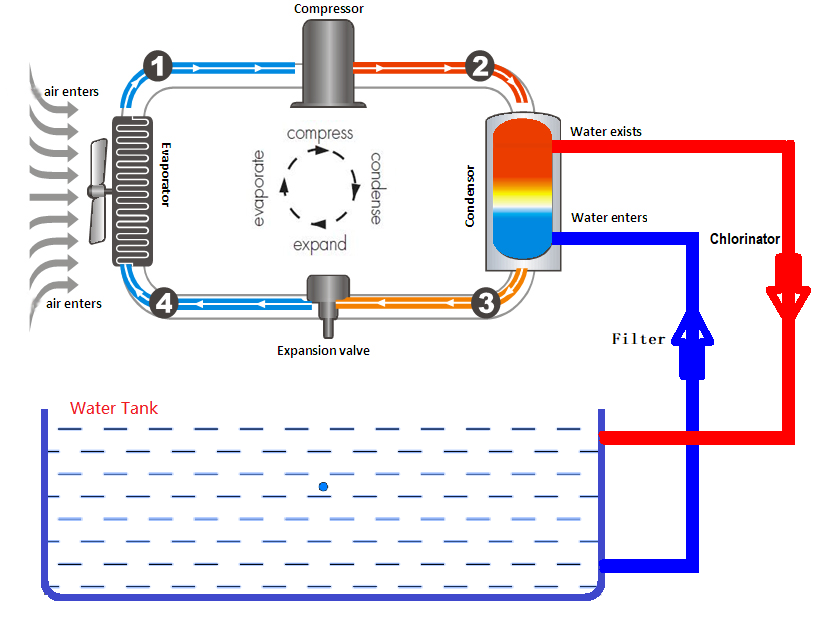 Compressor
1
2
air enters
compress
Water exists
Evaporator
evaporate
condense
Condensor
Water enters
Chlorinator
expand
air enters
4
3
Filter
Expansion valve
Water Tank